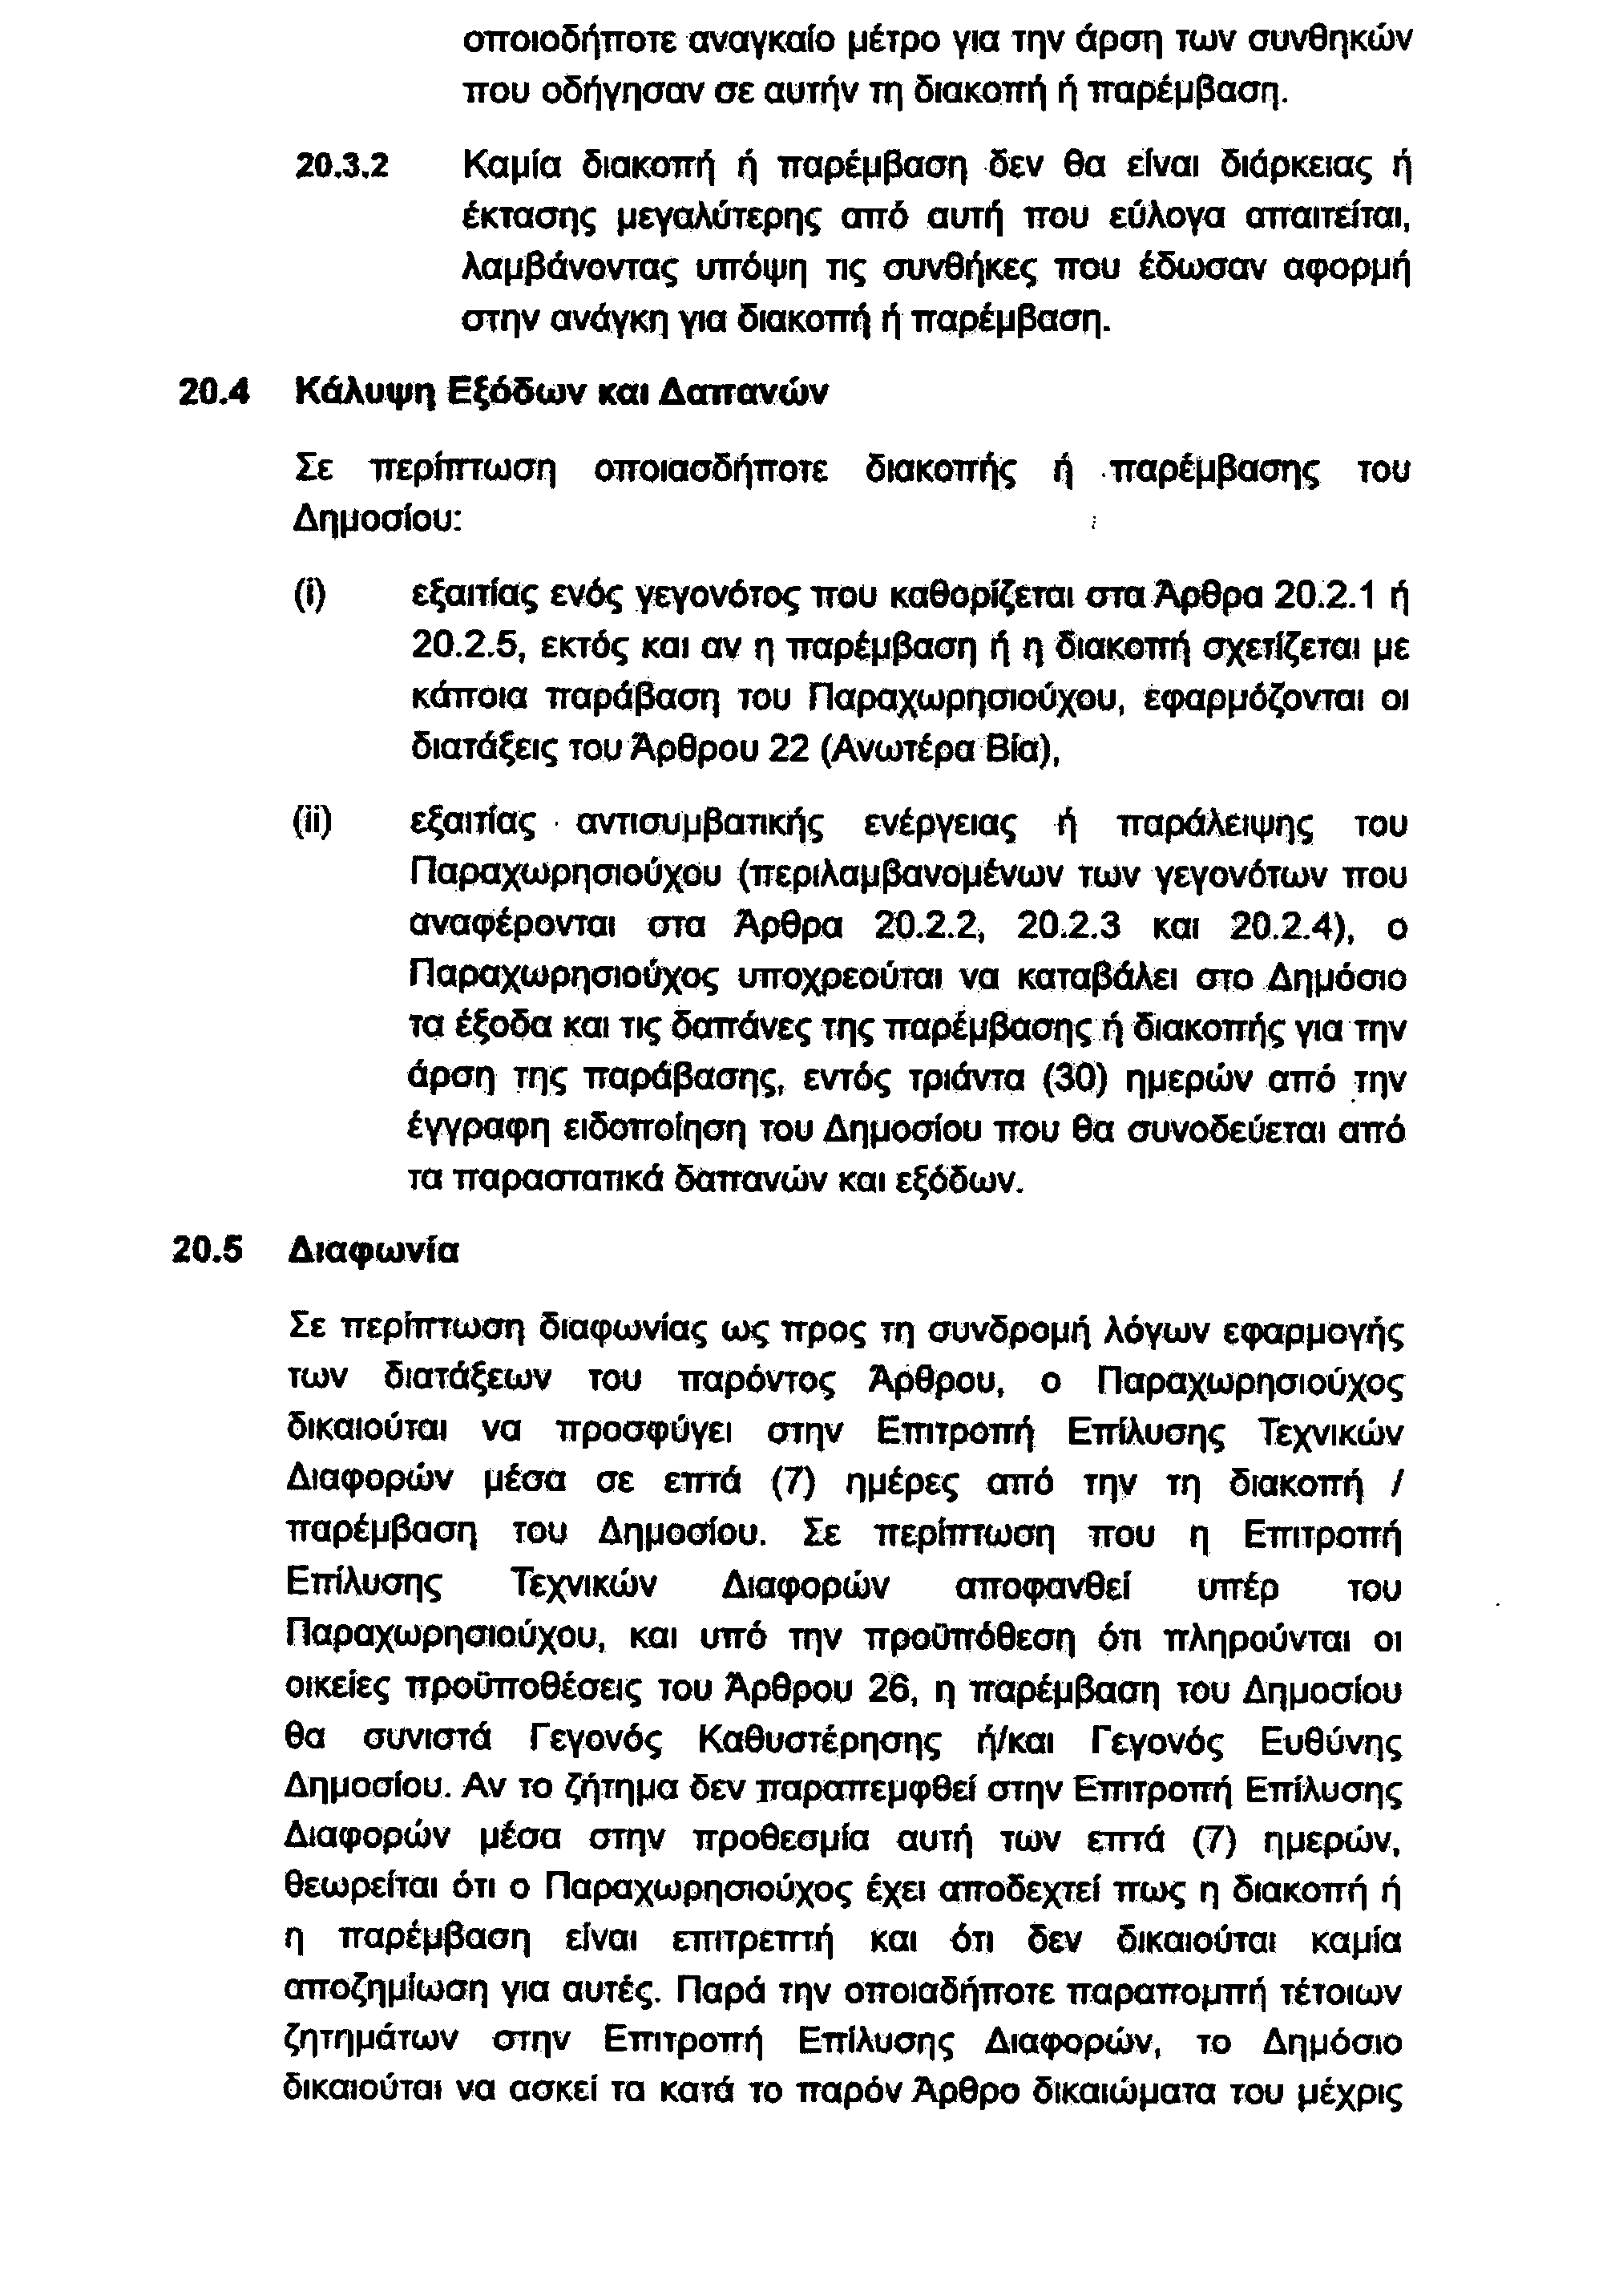 οποιοδήποτε αναγκαίο μέτρο για την άρση των συνθηκών
που οδήγησαν σε αυτήν τη διακοπή ή παρέμβαση.
20.3.2 Καμία διακοπή ή παρέμβαση δεν θα είναι διάρκειας ή
έκτασης μεγαλύτερης από αυτή που εύλογα απαιτείται,
λαμβάνοντας υπόψη τις συνθήκες που έδωσαν αφορμή
στην ανάγκη για διακοπή ή παρέμβαση.
20.4 Κάλυψη Εξόδων και Δαπανών
Σε περίπτωση οποιασδήποτε διακοπής ή παρέμβασης του
Δημοσίου:
(i) εξαιτίας ενός γεγονότος που καθορίζεται στα Άρθρα 20.2.1 ή
20.2.5, εκτός και αν η παρέμβαση ή η διακοπή σχετίζεται με
κάποια παράβαση του Παραχωρησιούχου, εφαρμόζονται οι
διατάξεις του Άρθρου 22 (Ανωτέρα Βία),
(ii) εξαιτίας αντισυμβατικής ενέργειας ή παράλειψης του
Παραχωρησιούχου (περιλαμβανομένων των γεγονότων που
αναφέρονται στα Άρθρα 20.2.2, 20.2.3 και 20.2.4), ο
Παραχωρησιούχος υποχρεούται να καταβάλει στο Δημόσιο
τα έξοδα και τις δαπάνες της παρέμβασης ή διακοπής για την
άρση της παράβασης, εντός τριάντα (30) ημερών από την
έγγραφη ειδοποίηση του Δημοσίου που θα συνοδεύεται από
τα παραστατικά δαπανών και εξόδων.
20.5 Διαφωνία
Σε περίπτωση διαφωνίας ως προς τη συνδρομή λόγων εφαρμογής
των διατάξεων του παρόντος Άρθρου, ο Παραχωρησιούχος
δικαιούται να προσφύγει στην Επιτροπή Επίλυσης Τεχνικών
Διαφορών μέσα σε επτά (7) ημέρες από την τη διακοπή /
παρέμβαση του Δημοσίου. Σε περίπτωση που η Επιτροπή
Επίλυσης Τεχνικών Διαφορών αποφανθεί υπέρ του
Παραχωρησιούχου, και υπό την προϋπόθεση ότι πληρούνται οι
οικείες προϋποθέσεις του Άρθρου 26, η παρέμβαση του Δημοσίου
θα συνιστά Γεγονός Καθυστέρησης ή/και Γεγονός Ευθύνης
Δημοσίου. Αν το ζήτημα δεν παραπεμφθεί στην Επιτροπή Επίλυσης
Διαφορών μέσα στην προθεσμία αυτή των επτά (7) ημερών,
θεωρείται ότι ο Παραχωρησιούχος έχει αποδεχτεί πως η διακοπή ή
η παρέμβαση είναι επιτρεπτή και ότι δεν δικαιούται καμία
αποζημίωση για αυτές. Παρά την οποιαδήποτε παραπομπή τέτοιων
ζητημάτων στην Επιτροπή Επίλυσης Διαφορών, το Δημόσιο
δικαιούται να ασκεί τα κατά το παρόν Άρθρο δικαιώματα του μέχρις